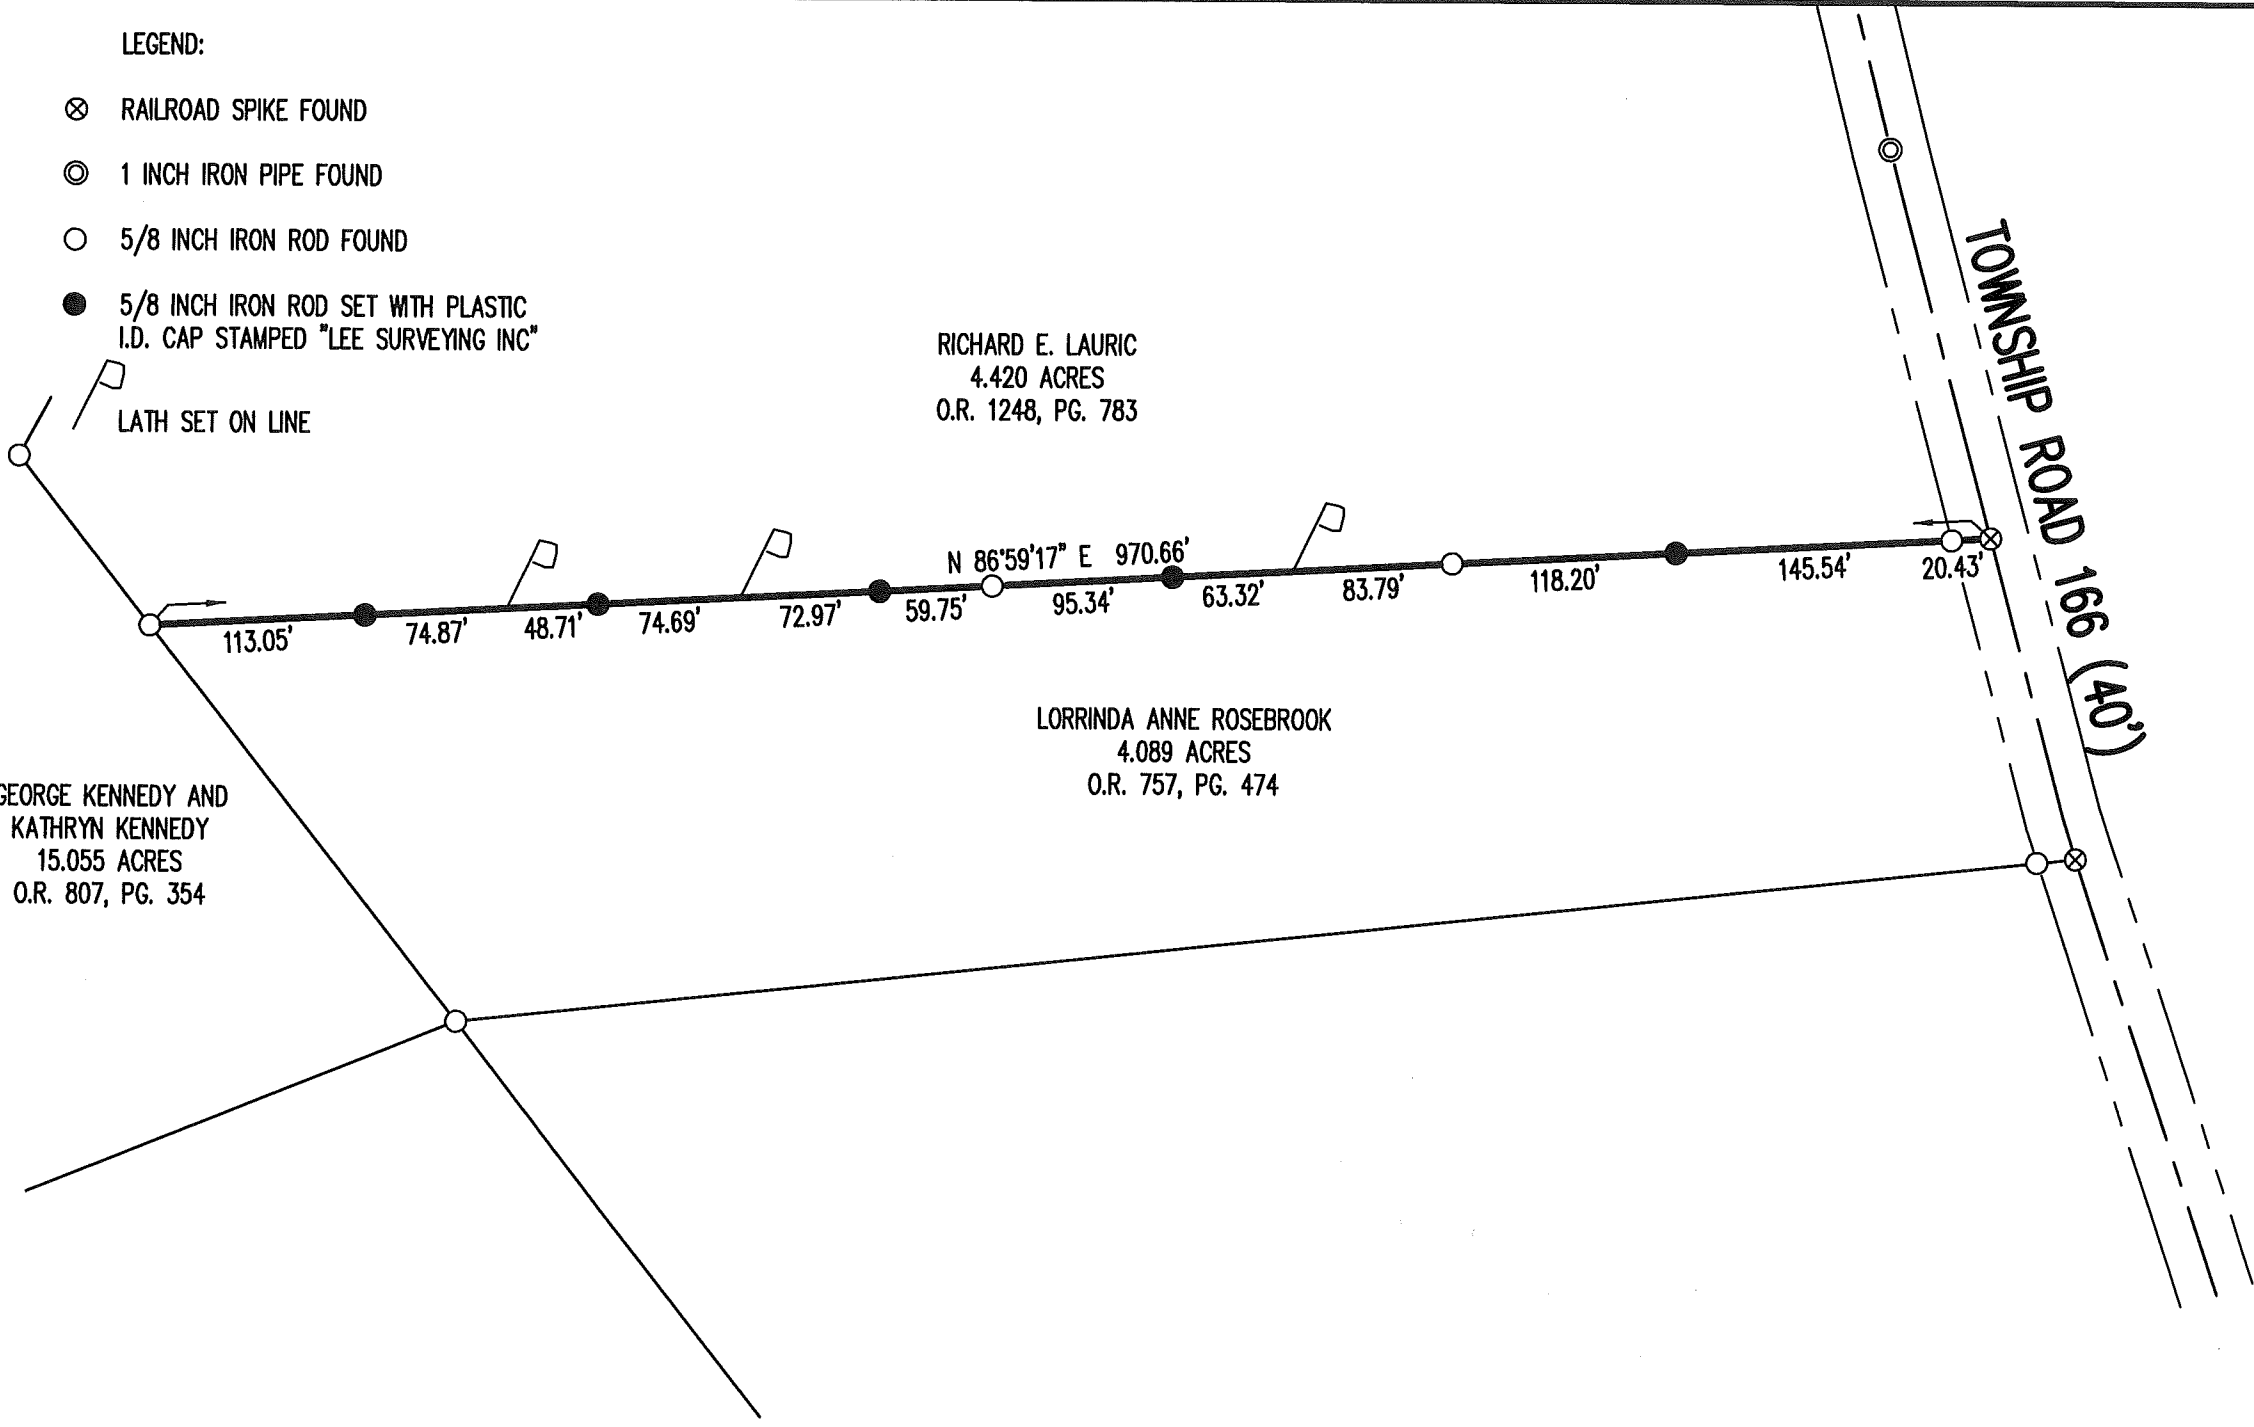 LEGEND:
RAILROAD SPIKE FOUND
1 INCH IRON PIPE FOUND
5/8 INCH IRON ROD FOUND
5/8 INCH IRON ROD SET WITH PLASTIC
I.D. CAP STAMPED "LEE SURVEYING INC"
LATH SET ON LINE
RICHARD E. LAURIC
4.420 ACRES
O.R. 1248, PG. 783
TOWNSHIP ROAD 166 (40')
N 86°59'17" E 970.66'
113.05'
74.87'
48.71'
74.69'
72.97'
59.75'
95.34'
63.32'
83.79'
118.20'
145.54'
20.43'
LORRINDA ANNE ROSEBROOK
4.089 ACRES
O.R. 757, PG. 474
GEORGE KENNEDY AND
KATHRYN KENNEDY
15.055 ACRES
O.R. 807, PG. 354